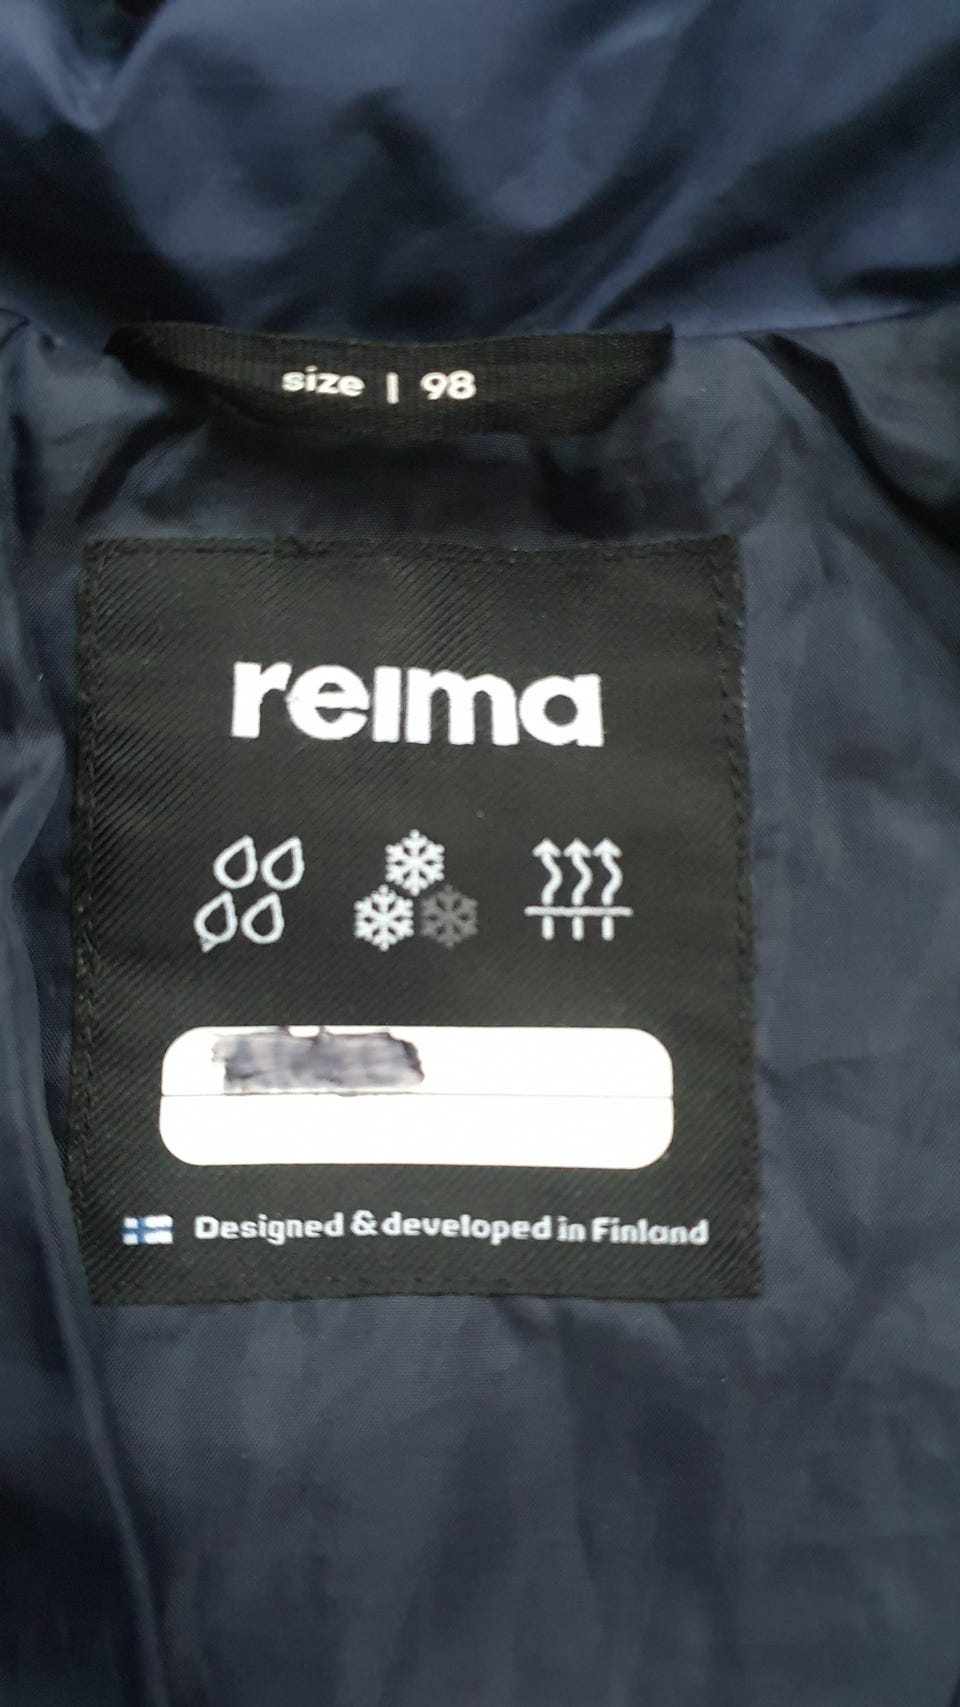 size | 98
reima
Designed & developed in Finland